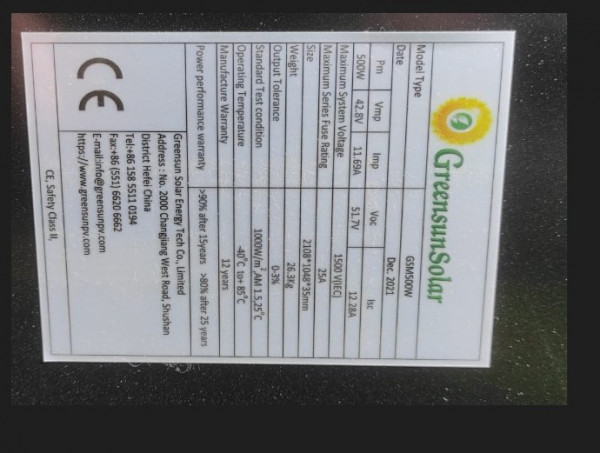 GreensunSolar
Model Type GSM500W
Date Dec. 2021
Pm Vmp Imp Voc Isc
500W 42.8V 11.69A 51.7V 12.28A
Maximum System Voltage 1500 V(IEC)
Maximum Series Fuse Rating 25A
Size 2108*1048*35mm
Weight 26.3kg
Output Tolerance 0-3%
Standard Test condition 1000W/m²,AM 1.5,25°C
Operating Temperature -40°C to+ 85°C
Manufacture Warranty 12 years
Power performance warranty >90% after 15years >80% after 25 years
CE
Greensun Solar Energy Tech Co., Limited
Address : No. 2000 Changjiang West Road, Shushan
District Hefei China
Tel:+86 158 5511 0194
Fax:+86 (551) 6620 6662
E-mail:info@greensunpv.com
https://www.greensunpv.com
CE, Safety Class II,